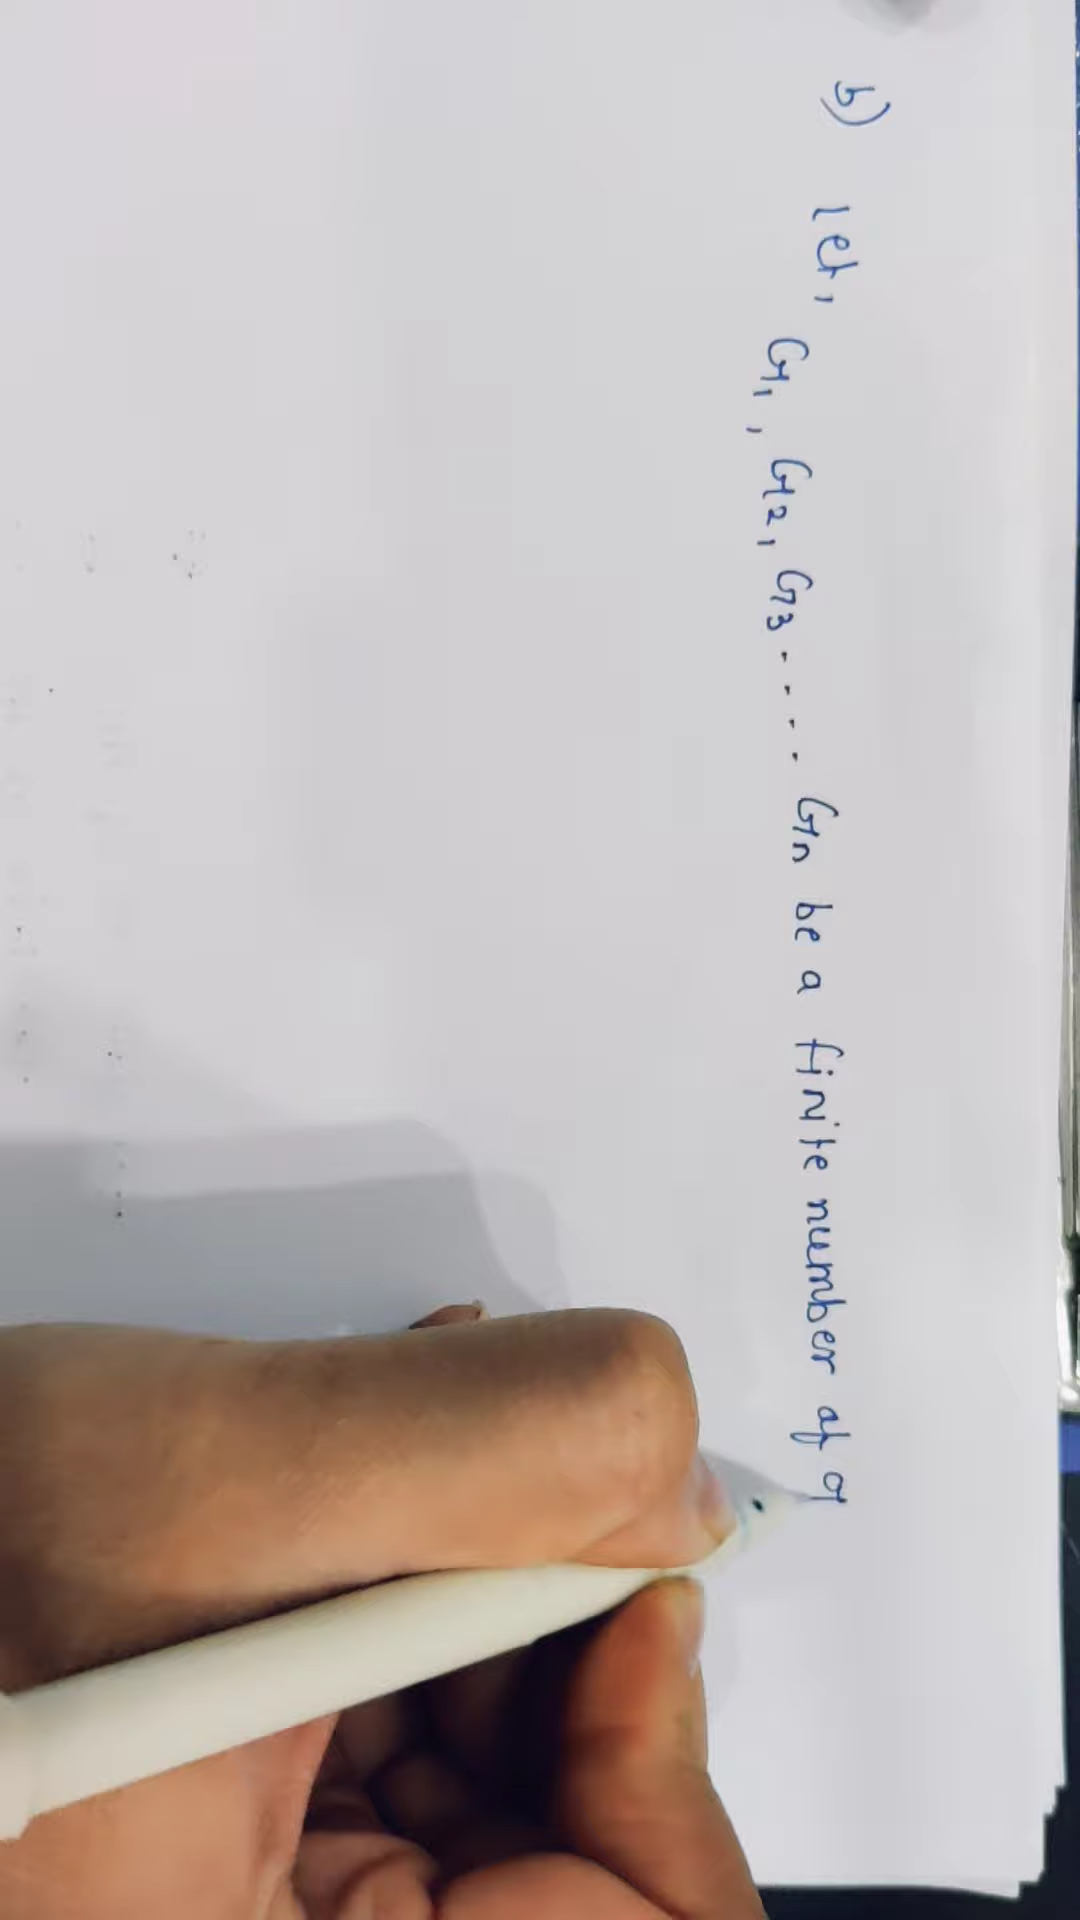 b) let, G1, G2, G3 .... Gn be a finite number of